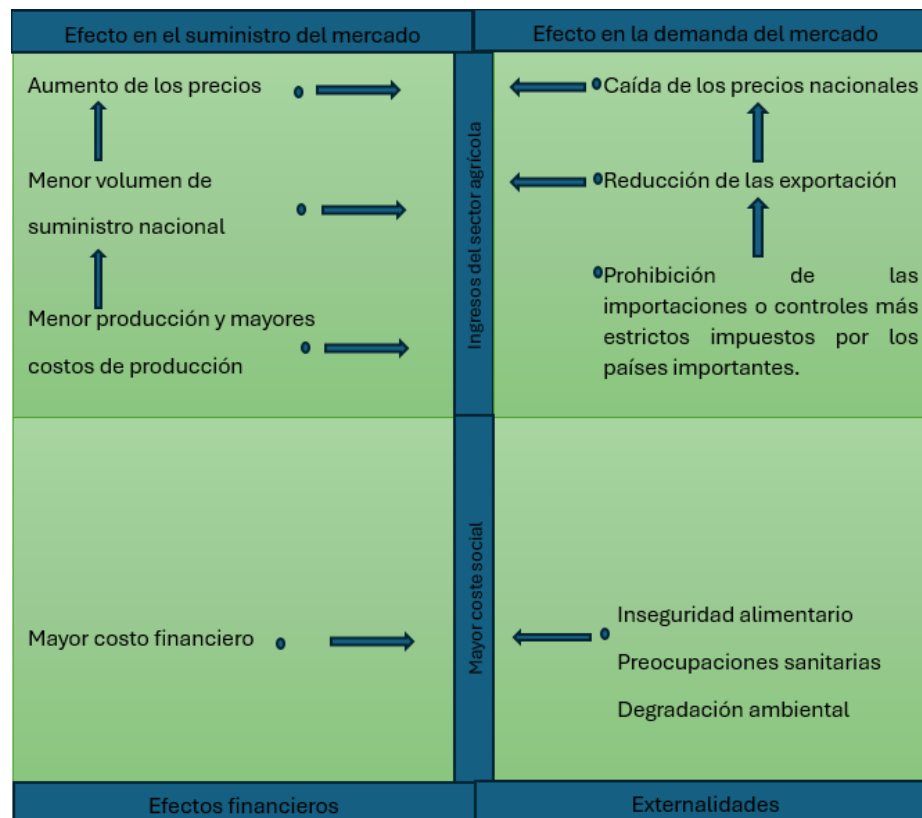 Efecto en el suministro del mercado
Efecto en la demanda del mercado
Aumento de los precios
Menor volumen de
suministro nacional
Menor producción y mayores
costos de producción
Ingresos del sector agrícola
Caída de los precios nacionales
Reducción de las exportación
Prohibición de las
importaciones o controles más
estrictos impuestos por los
países importantes.
Mayor costo financiero
Mayor coste social
Inseguridad alimentario
Preocupaciones sanitarias
Degradación ambiental
Efectos financieros
Externalidades